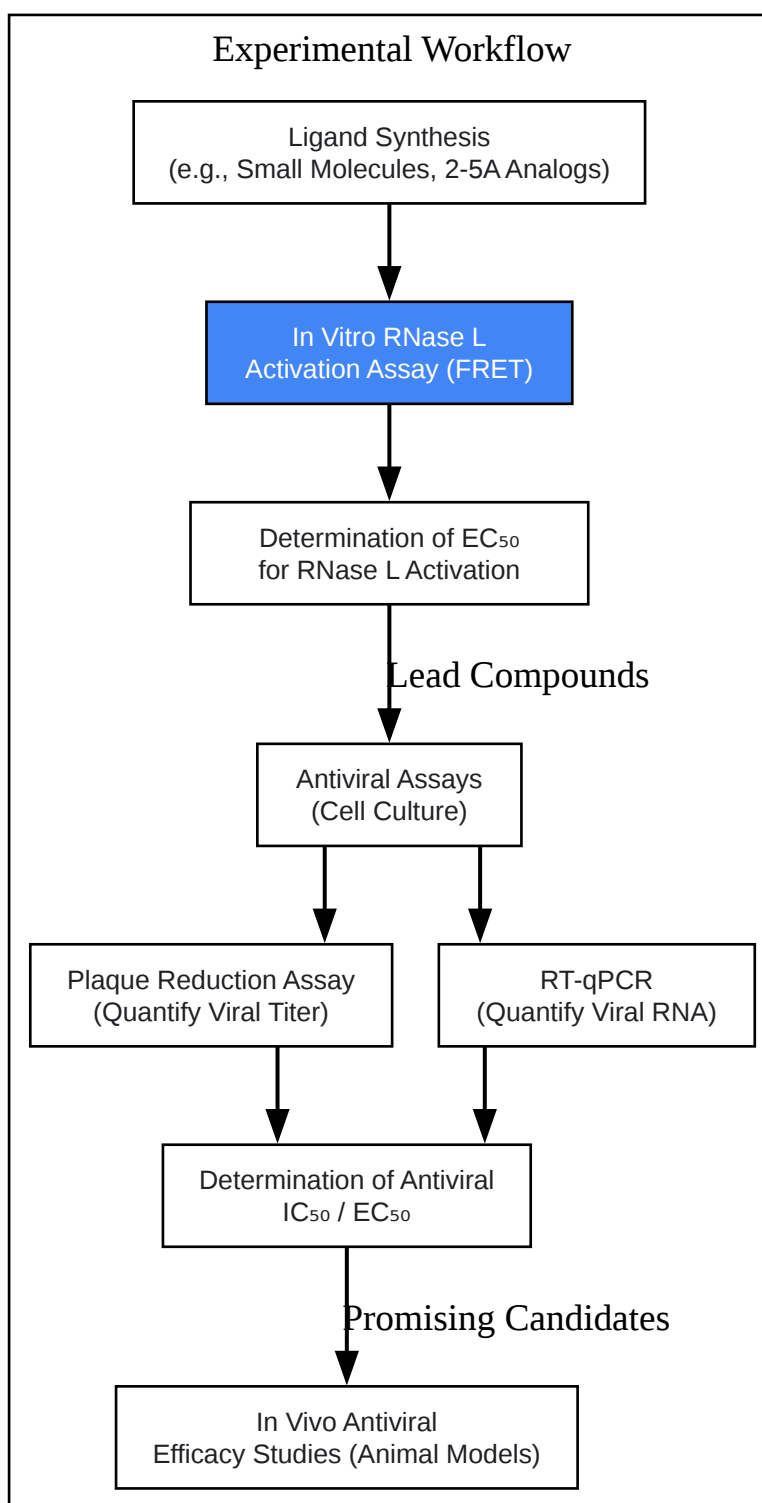 Experimental Workflow
Ligand Synthesis
(e.g., Small Molecules, 2-5A Analogs)
In Vitro RNase L
Activation Assay (FRET)
Determination of EC₅₀
for RNase L Activation
Lead Compounds
Antiviral Assays
(Cell Culture)
Plaque Reduction Assay
(Quantify Viral Titer)
RT-qPCR
(Quantify Viral RNA)
Determination of Antiviral
IC₅₀ / EC₅₀
Promising Candidates
In Vivo Antiviral
Efficacy Studies (Animal Models)